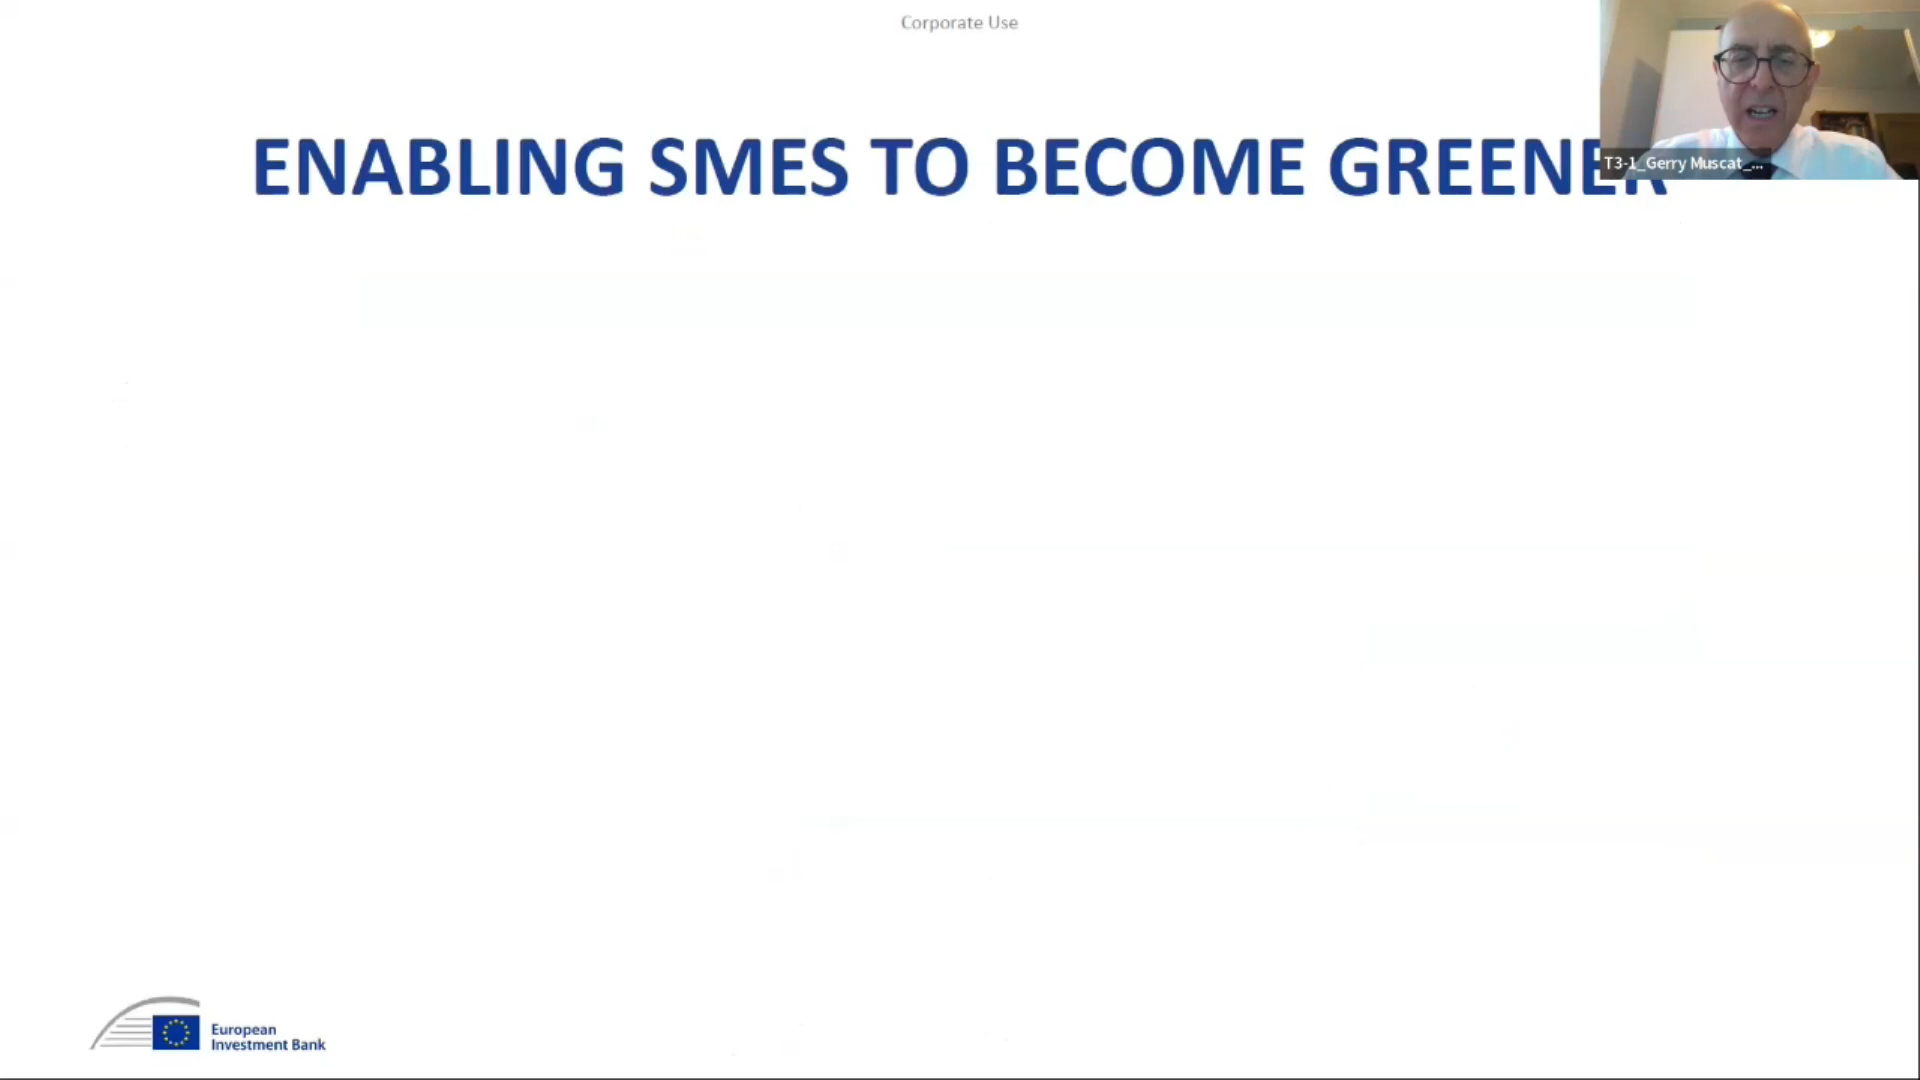 Corporate Use
ENABLING SMES TO BECOME GREENER
T3-1_Gerry Muscat_...
European
Investment Bank